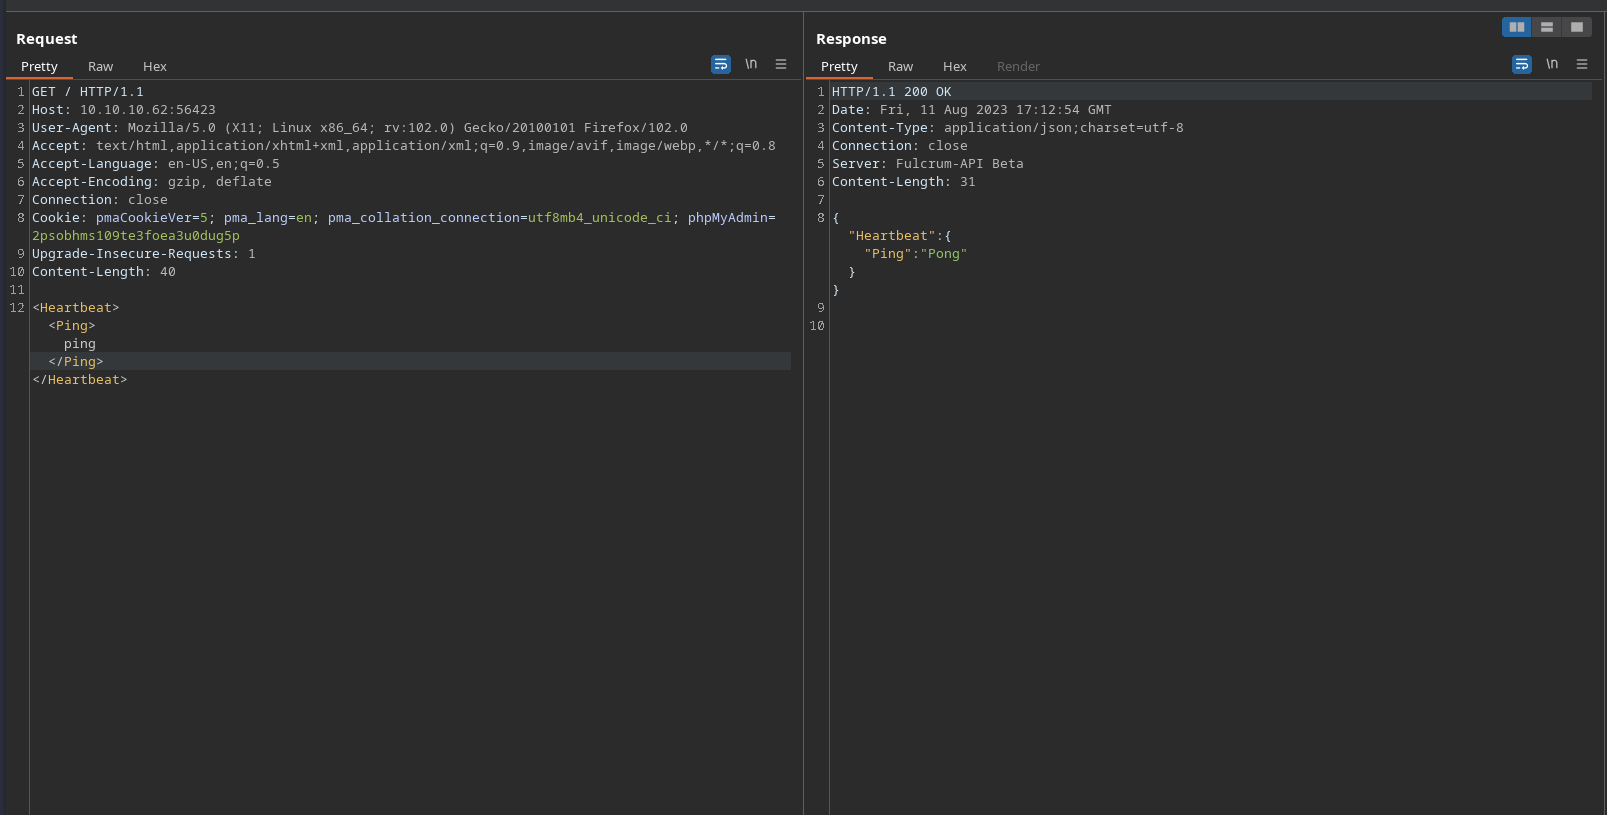 Request
Pretty Raw Hex
\n
1 GET / HTTP/1.1
2 Host: 10.10.10.62:56423
3 User-Agent: Mozilla/5.0 (X11; Linux x86_64; rv:102.0) Gecko/20100101 Firefox/102.0
4 Accept: text/html,application/xhtml+xml,application/xml;q=0.9,image/avif,image/webp,*/*;q=0.8
5 Accept-Language: en-US,en;q=0.5
6 Accept-Encoding: gzip, deflate
7 Connection: close
8 Cookie: pmaCookieVer=5; pma_lang=en; pma_collation_connection=utf8mb4_unicode_ci; phpMyAdmin=
2psobhms109te3foea3u0dug5p
9 Upgrade-Insecure-Requests: 1
10 Content-Length: 40
11
12 <Heartbeat>
<Ping>
ping
</Ping>
</Heartbeat>
Response
Pretty Raw Hex Render
\n
1 HTTP/1.1 200 OK
2 Date: Fri, 11 Aug 2023 17:12:54 GMT
3 Content-Type: application/json;charset=utf-8
4 Connection: close
5 Server: Fulcrum-API Beta
6 Content-Length: 31
7
8 {
"Heartbeat":{
"Ping":"Pong"
}
}
9
10